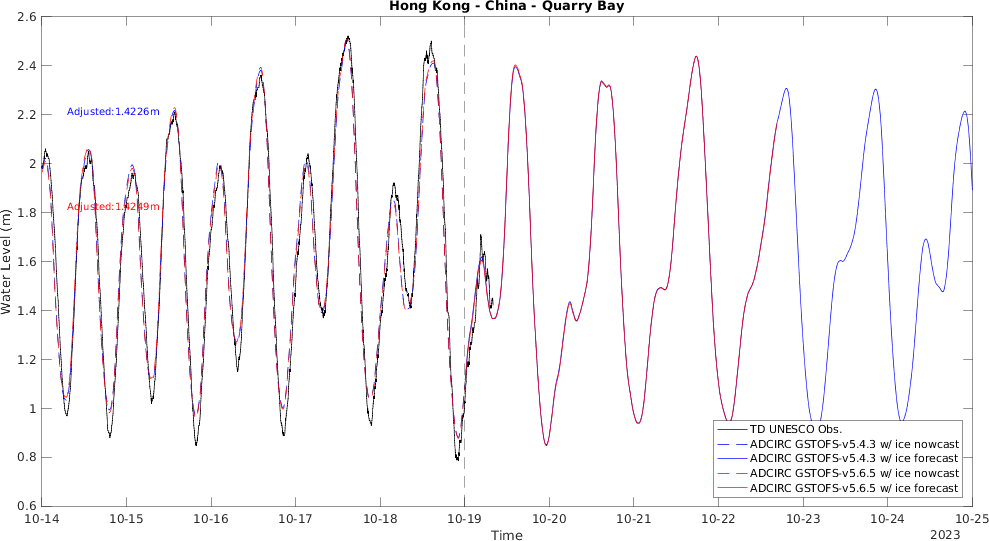 Hong Kong - China - Quarry Bay
2.6
2.4
2.2
2
1.8
1.6
1.4
1.2
1
0.8
0.6
Water Level (m)
Adjusted:1.4226m
Adjusted:1.4249m
TD UNESCO Obs.
ADCIRC GSTOFS-v5.4.3 w/ ice nowcast
ADCIRC GSTOFS-v5.4.3 w/ ice forecast
ADCIRC GSTOFS-v5.6.5 w/ ice nowcast
ADCIRC GSTOFS-v5.6.5 w/ ice forecast
10-14 10-15 10-16 10-17 10-18 10-19 10-20 10-21 10-22 10-23 10-24 10-25
Time
2023